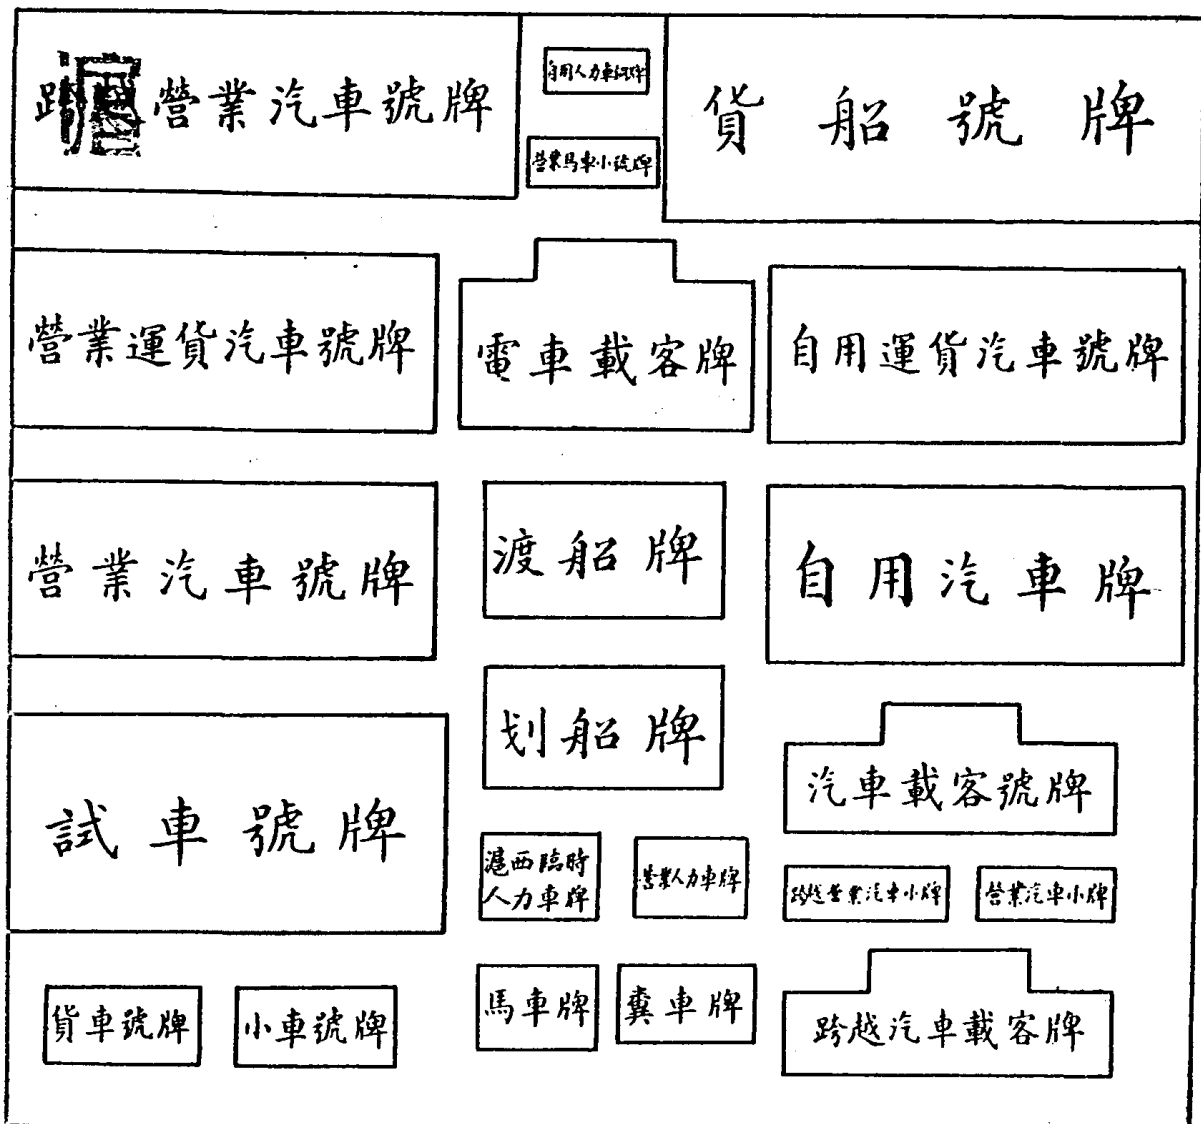 營業汽車號牌
自用人力車號牌
營業馬車小號牌
貨船號牌
營業運貨汽車號牌
電車載客牌
自用運貨汽車號牌
營業汽車號牌
渡船牌
自用汽車牌
划船牌
試車號牌
汽車載客號牌
滬西臨時
人力車牌
營業人力車牌
跨越營業汽車小牌
營業汽車小牌
貨車號牌
小車號牌
馬車牌
糞車牌
跨越汽車載客牌